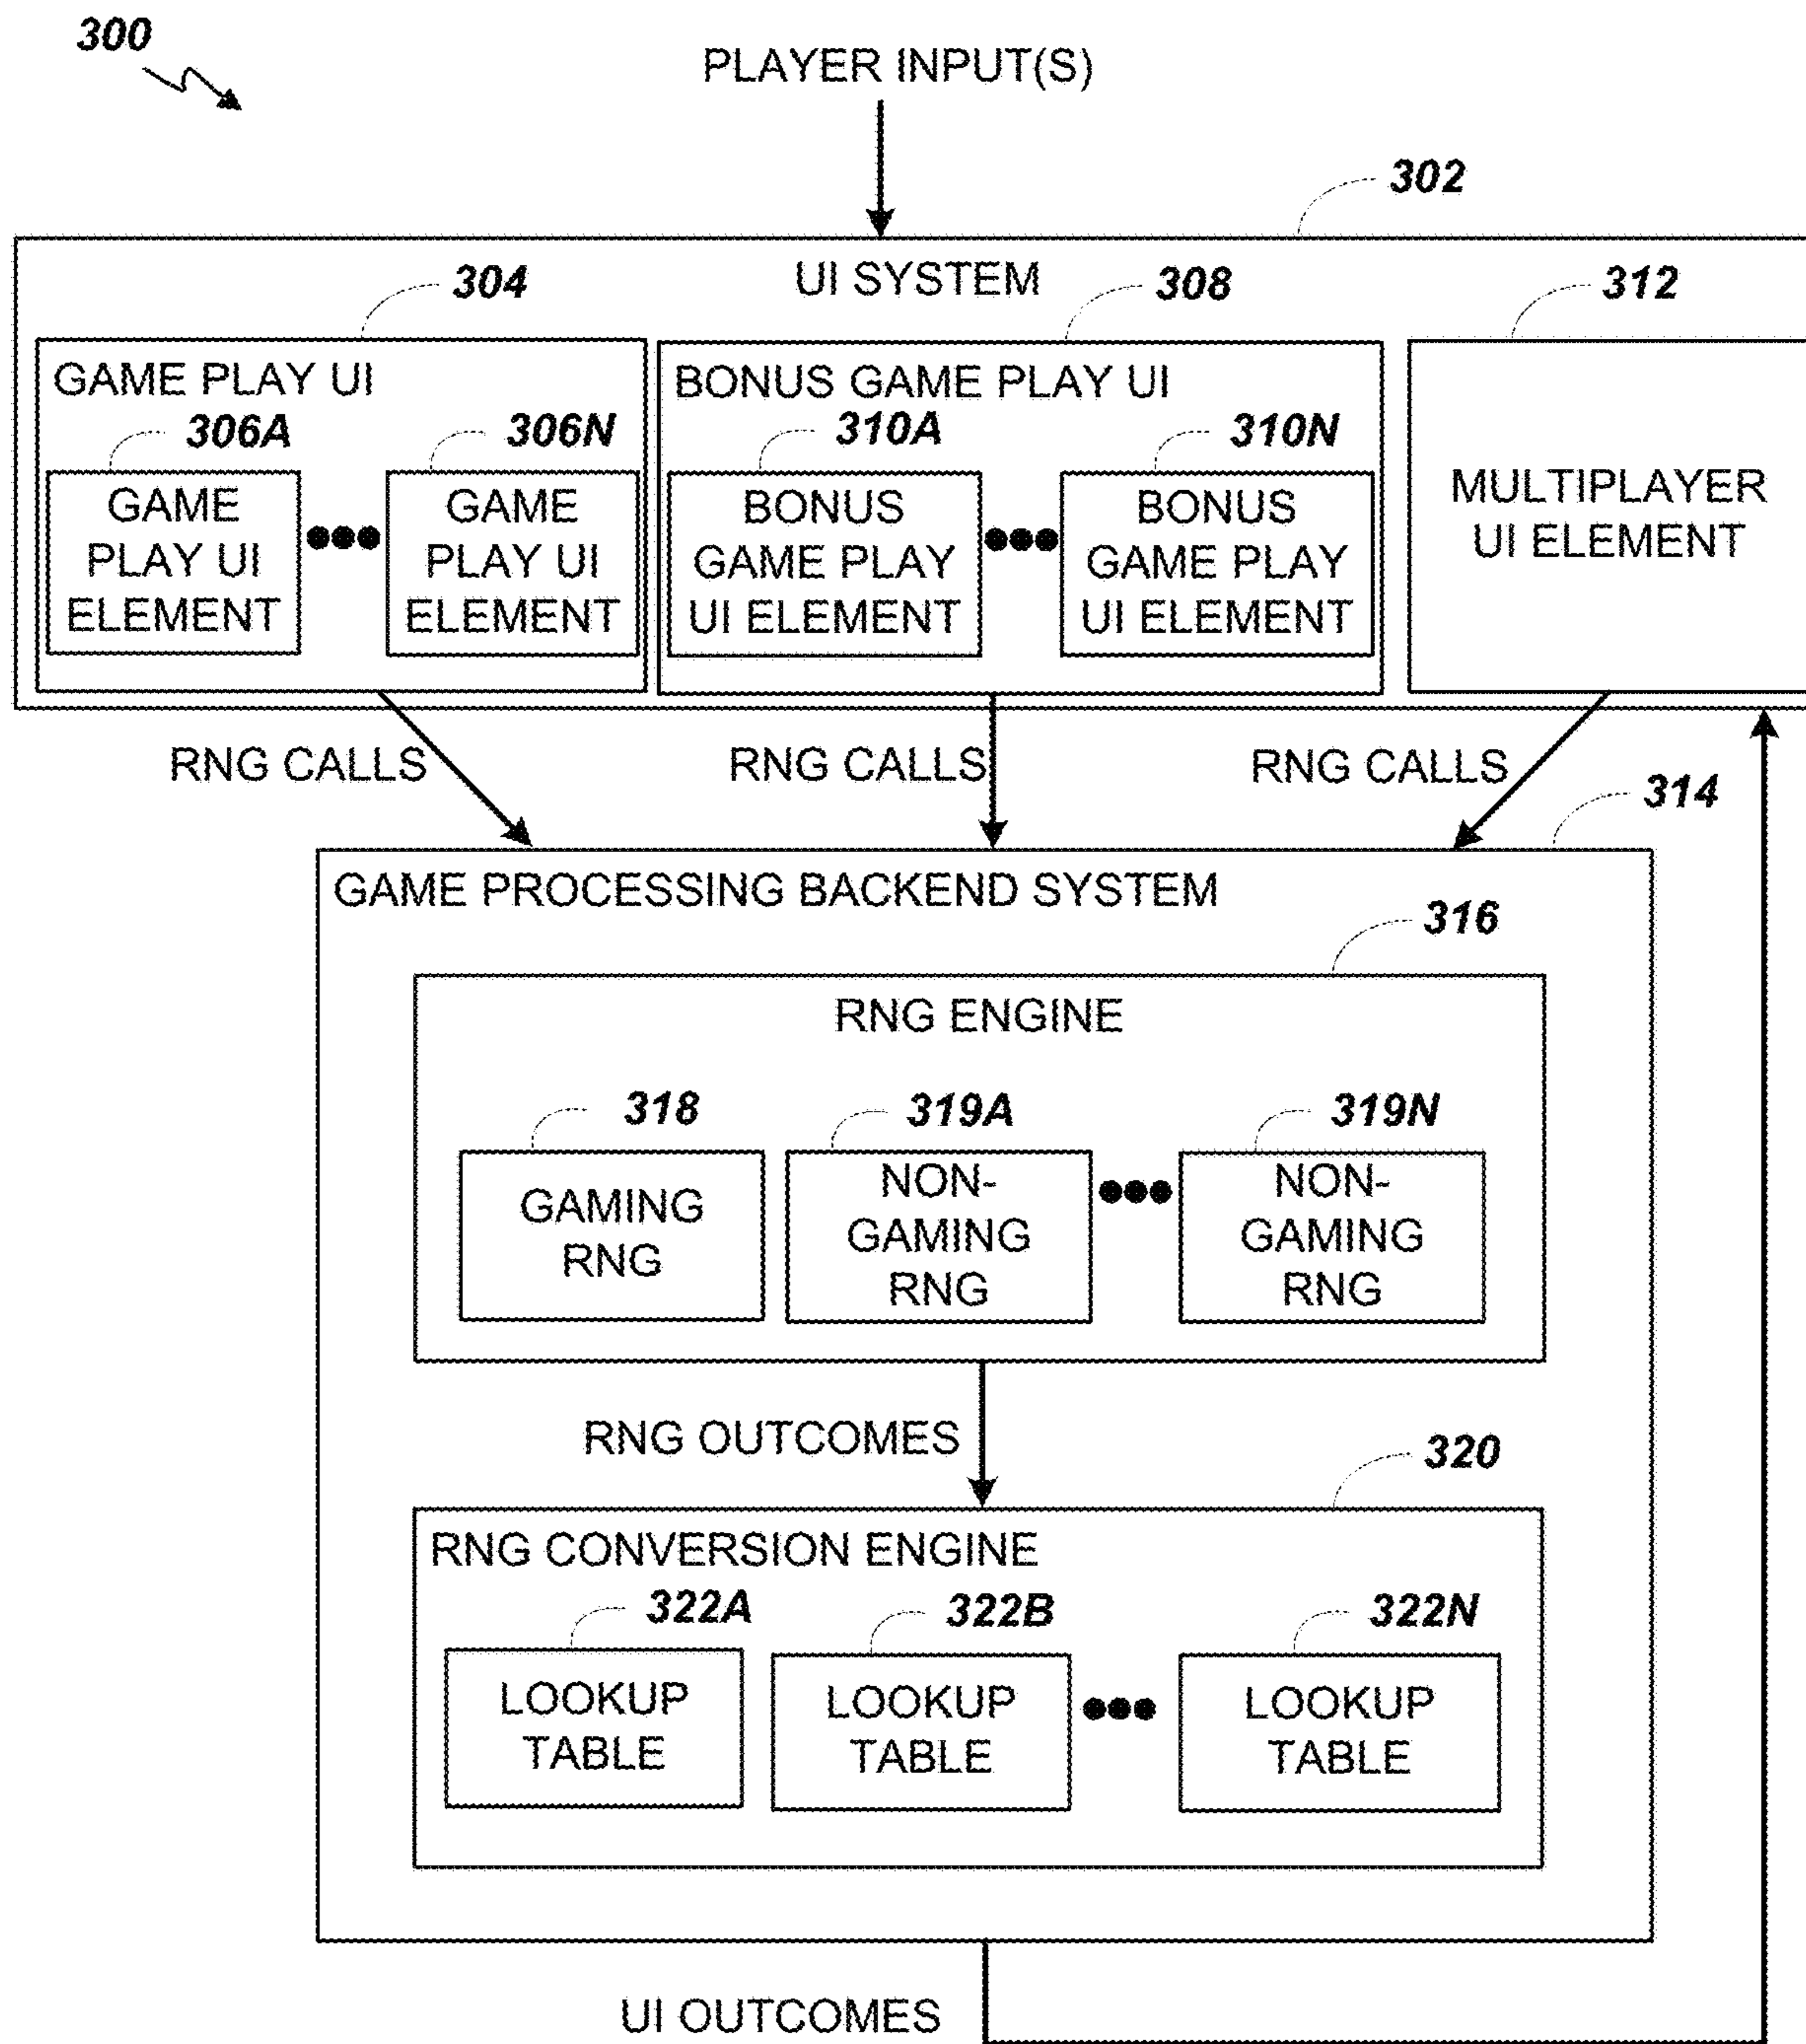 300
PLAYER INPUT(S)
302
UI SYSTEM
304
308
312
GAME PLAY UI
BONUS GAME PLAY UI
306A
306N
310A
310N
GAME
PLAY UI
ELEMENT
GAME
PLAY UI
ELEMENT
BONUS
GAME PLAY
UI ELEMENT
BONUS
GAME PLAY
UI ELEMENT
MULTIPLAYER
UI ELEMENT
RNG CALLS
RNG CALLS
RNG CALLS
314
GAME PROCESSING BACKEND SYSTEM
316
RNG ENGINE
318
319A
319N
GAMING
RNG
NON-
GAMING
RNG
NON-
GAMING
RNG
RNG OUTCOMES
320
RNG CONVERSION ENGINE
322A
322B
322N
LOOKUP
TABLE
LOOKUP
TABLE
LOOKUP
TABLE
UI OUTCOMES